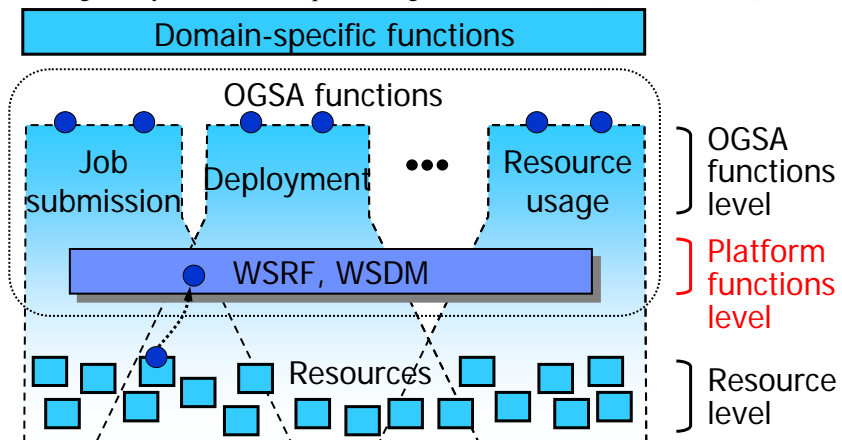 Domain-specific functions
OGSA functions
Job
submission
Deployment
•••
Resource
usage
OGSA
functions
level
WSRF, WSDM
Platform
functions
level
Resources
Resource
level